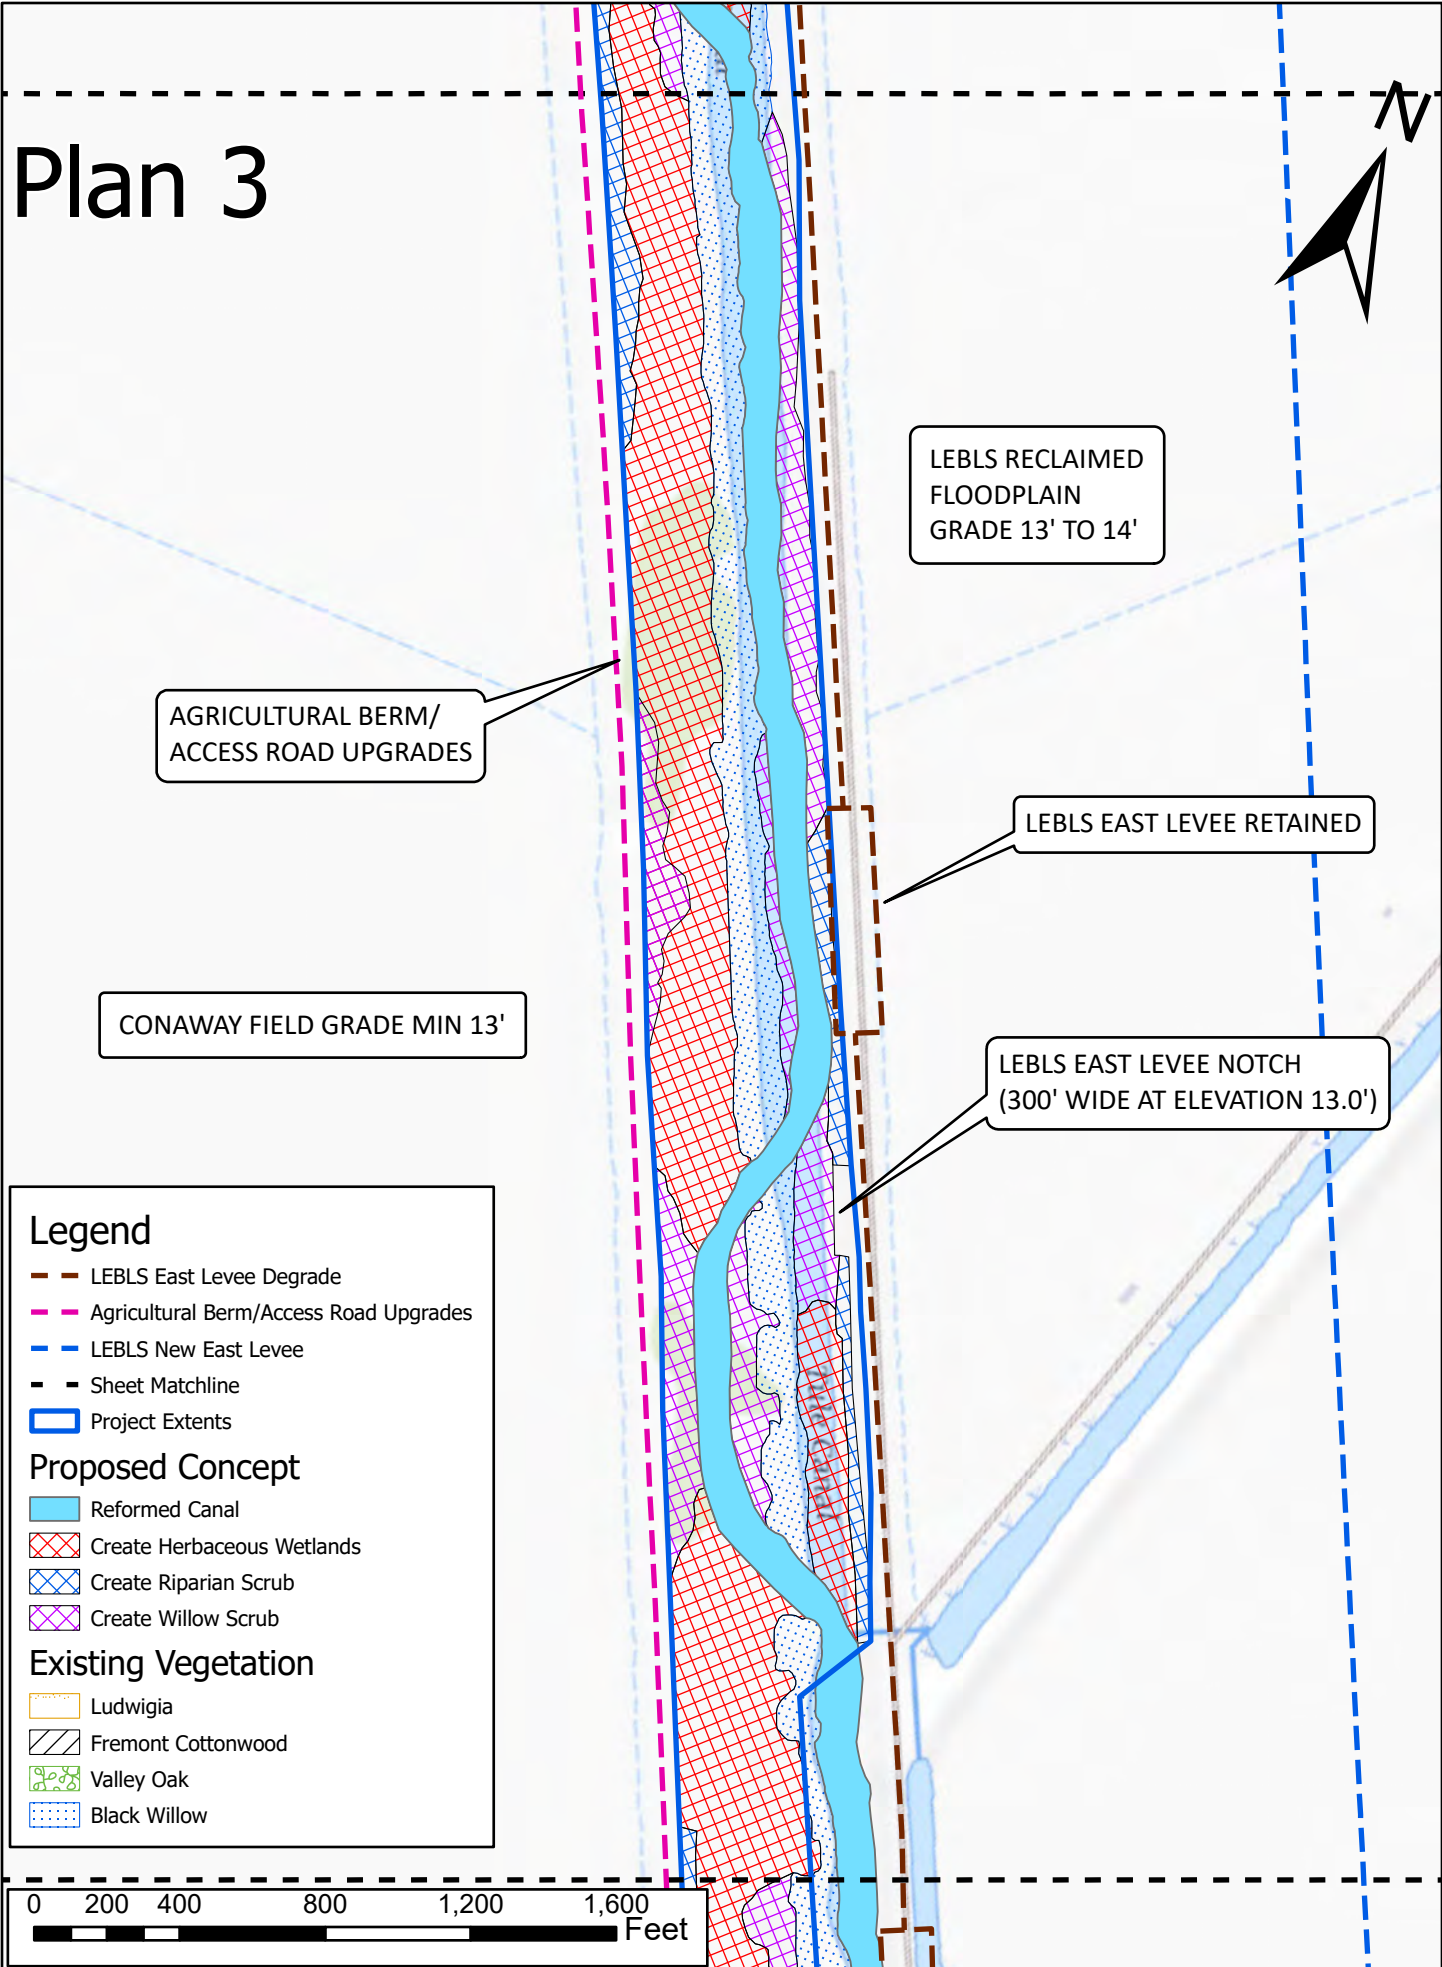 N
Plan 3
LEBLS RECLAIMED
FLOODPLAIN
GRADE 13' TO 14'
AGRICULTURAL BERM/
ACCESS ROAD UPGRADES
LEBLS EAST LEVEE RETAINED
CONAWAY FIELD GRADE MIN 13'
LEBLS EAST LEVEE NOTCH
(300' WIDE AT ELEVATION 13.0')
Tule Canal
Legend
LEBLS East Levee Degrade
Agricultural Berm/Access Road Upgrades
LEBLS New East Levee
Sheet Matchline
Project Extents
Proposed Concept
Reformed Canal
Create Herbaceous Wetlands
Create Riparian Scrub
Create Willow Scrub
Existing Vegetation
Ludwigia
Fremont Cottonwood
Valley Oak
Black Willow
0 200 400 800 1,200 1,600
Feet